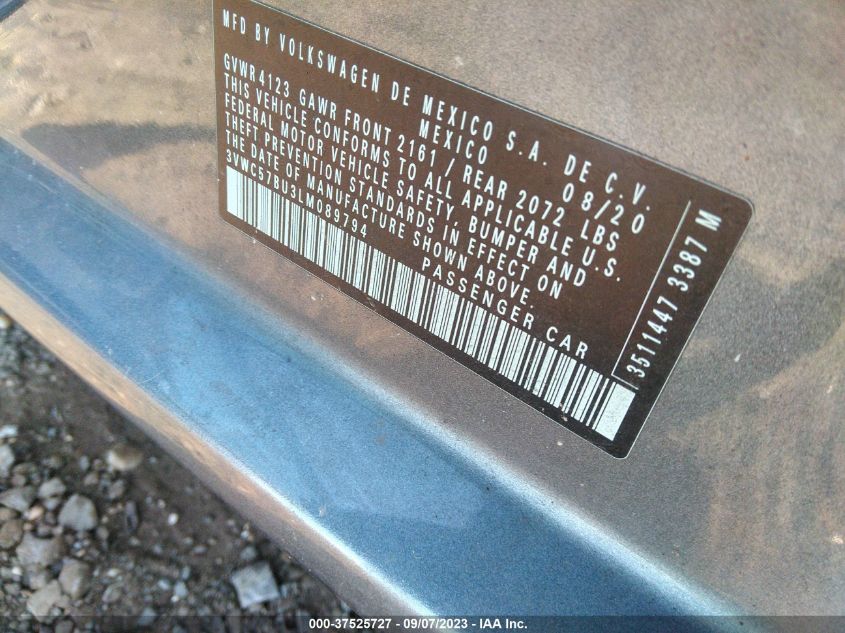 MFD BY VOLKSWAGEN DE MEXICO S.A. DE C.V.
MEXICO 08/20
GVWR 4123 GAWR FRONT 2161 / REAR 2072 LBS
THIS VEHICLE CONFORMS TO ALL APPLICABLE U.S.
FEDERAL MOTOR VEHICLE SAFETY, BUMPER AND
THEFT PREVENTION STANDARDS IN EFFECT ON
THE DATE OF MANUFACTURE SHOWN ABOVE.
3VWC57BU3LM089794 PASSENGER CAR
3511447 3387 M
000-37525727 - 09/07/2023 - IAA Inc.